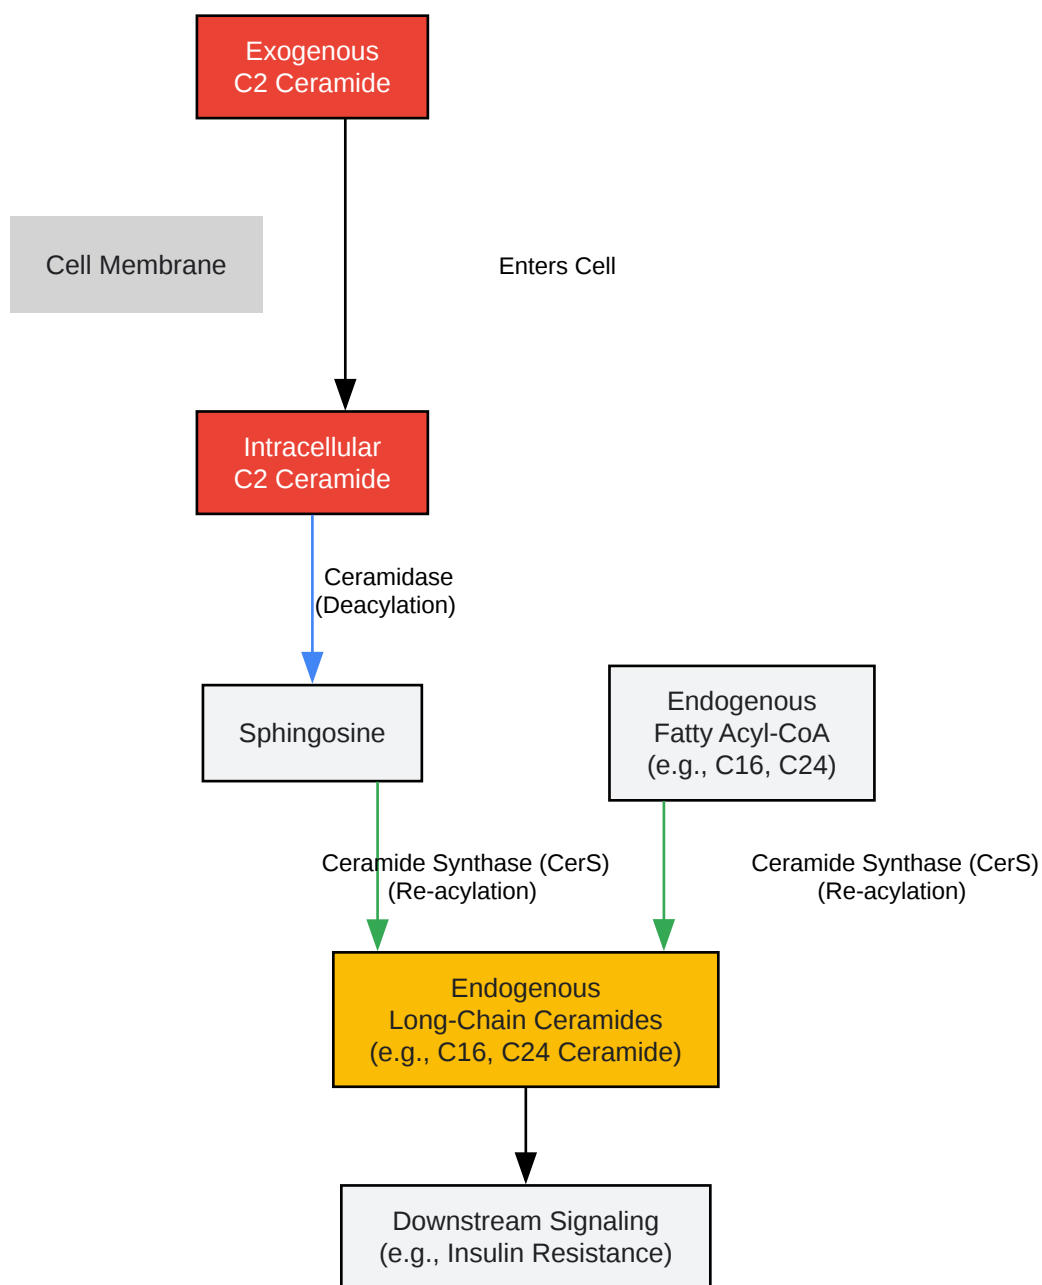 Exogenous
C2 Ceramide
Cell Membrane
Enters Cell
Intracellular
C2 Ceramide
Ceramidase
(Deacylation)
Sphingosine
Endogenous
Fatty Acyl-CoA
(e.g., C16, C24)
Ceramide Synthase (CerS)
(Re-acylation)
Ceramide Synthase (CerS)
(Re-acylation)
Endogenous
Long-Chain Ceramides
(e.g., C16, C24 Ceramide)
Downstream Signaling
(e.g., Insulin Resistance)